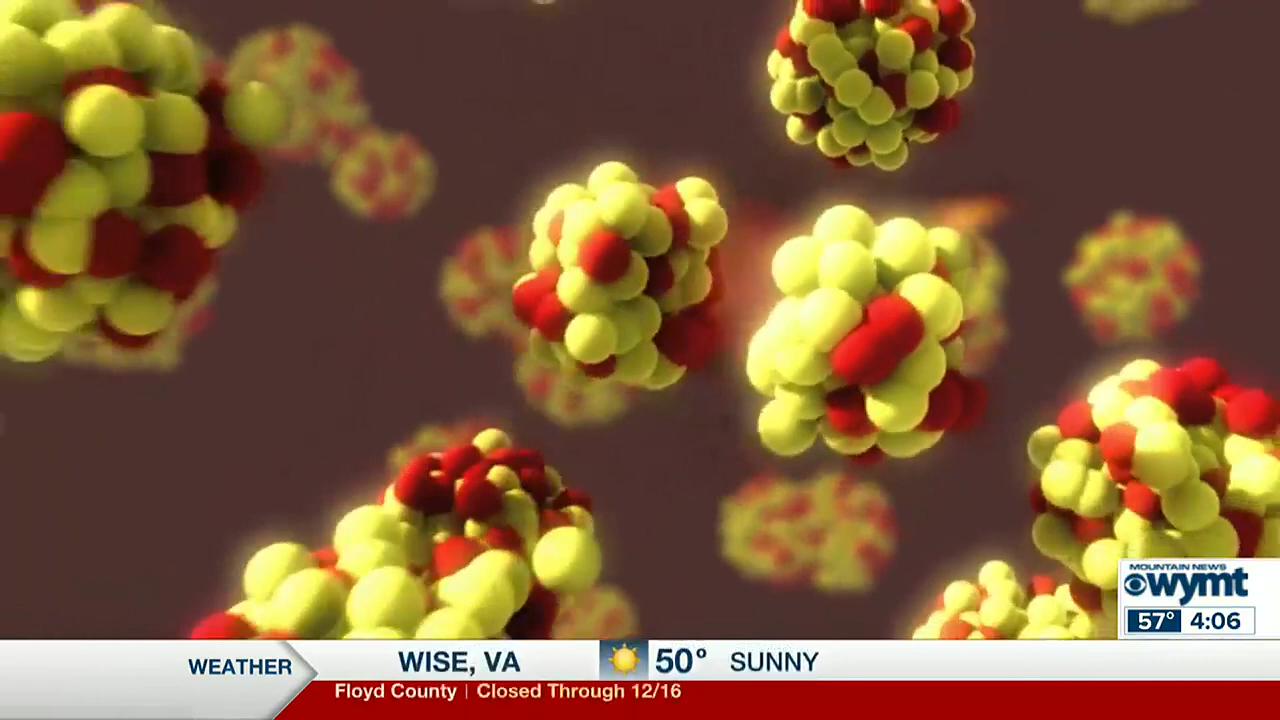 MOUNTAIN NEWS
wymt
57° 4:06
WEATHER
WISE, VA 50° SUNNY
Floyd County | Closed Through 12/16